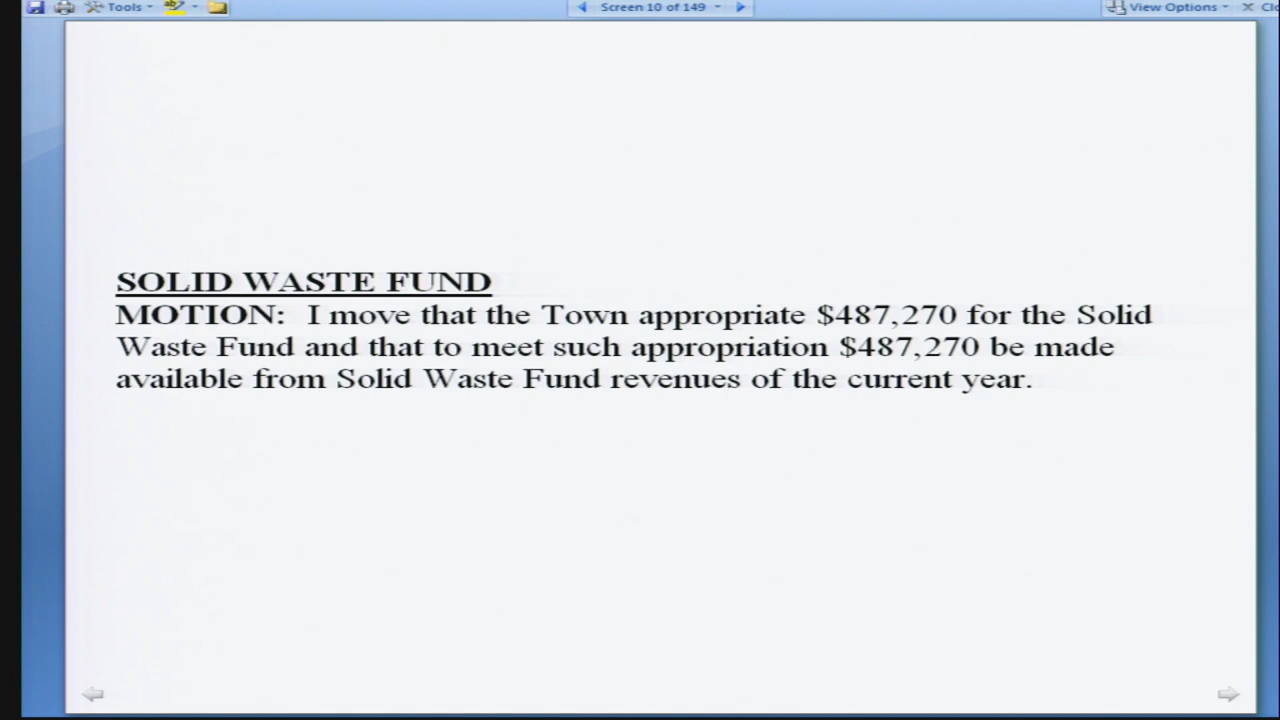 Tools
Screen 10 of 149
View Options
SOLID WASTE FUND
MOTION: I move that the Town appropriate $487,270 for the Solid
Waste Fund and that to meet such appropriation $487,270 be made
available from Solid Waste Fund revenues of the current year.